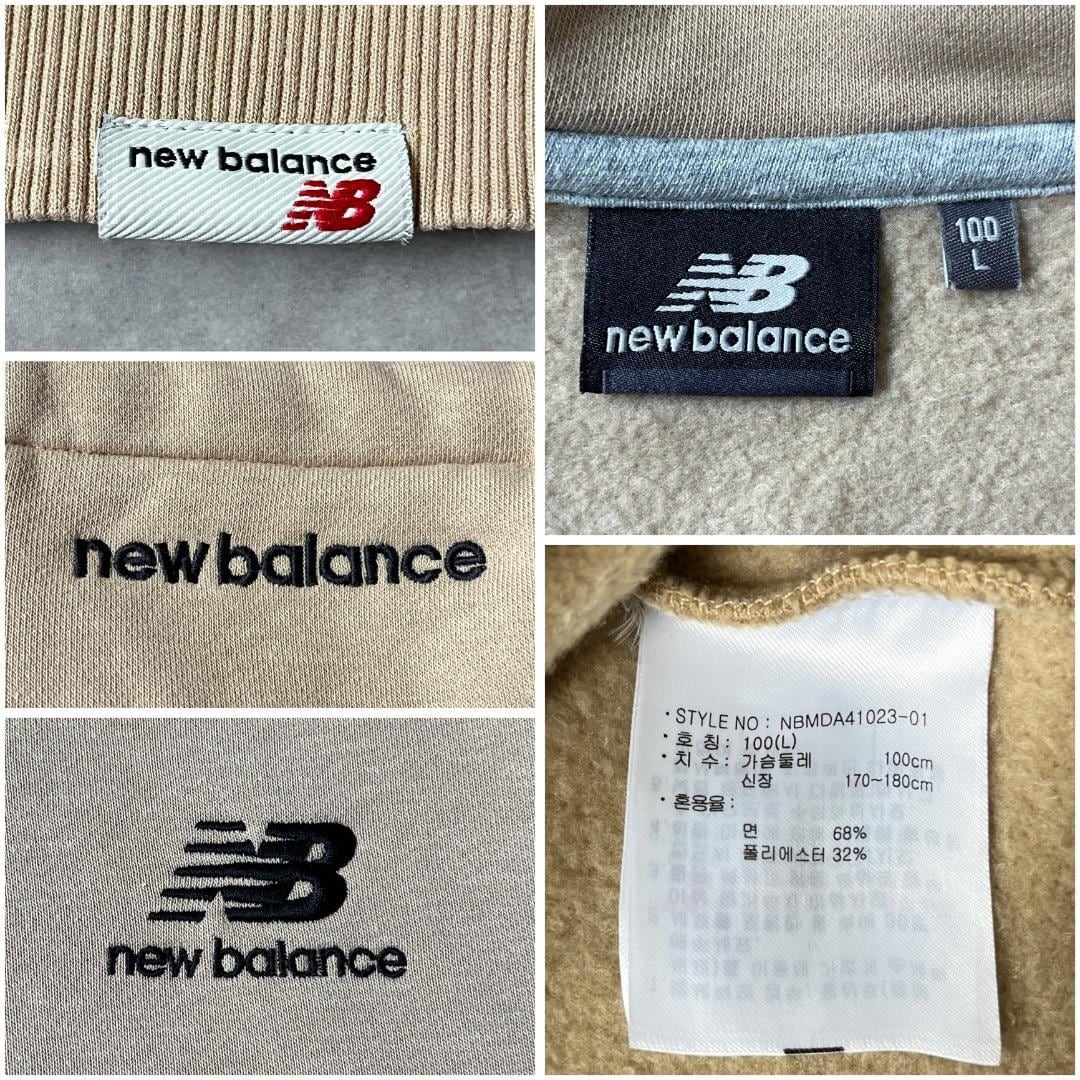 new balance
NB
NB
new balance
100
L
new balance
NB
new balance
· STYLE NO : NBMDA41023-01
· 호 칭 : 100(L)
· 치 수 : 가슴둘레 100cm
신장 170~180cm
· 혼용율 :
면 68%
폴리에스터 32%